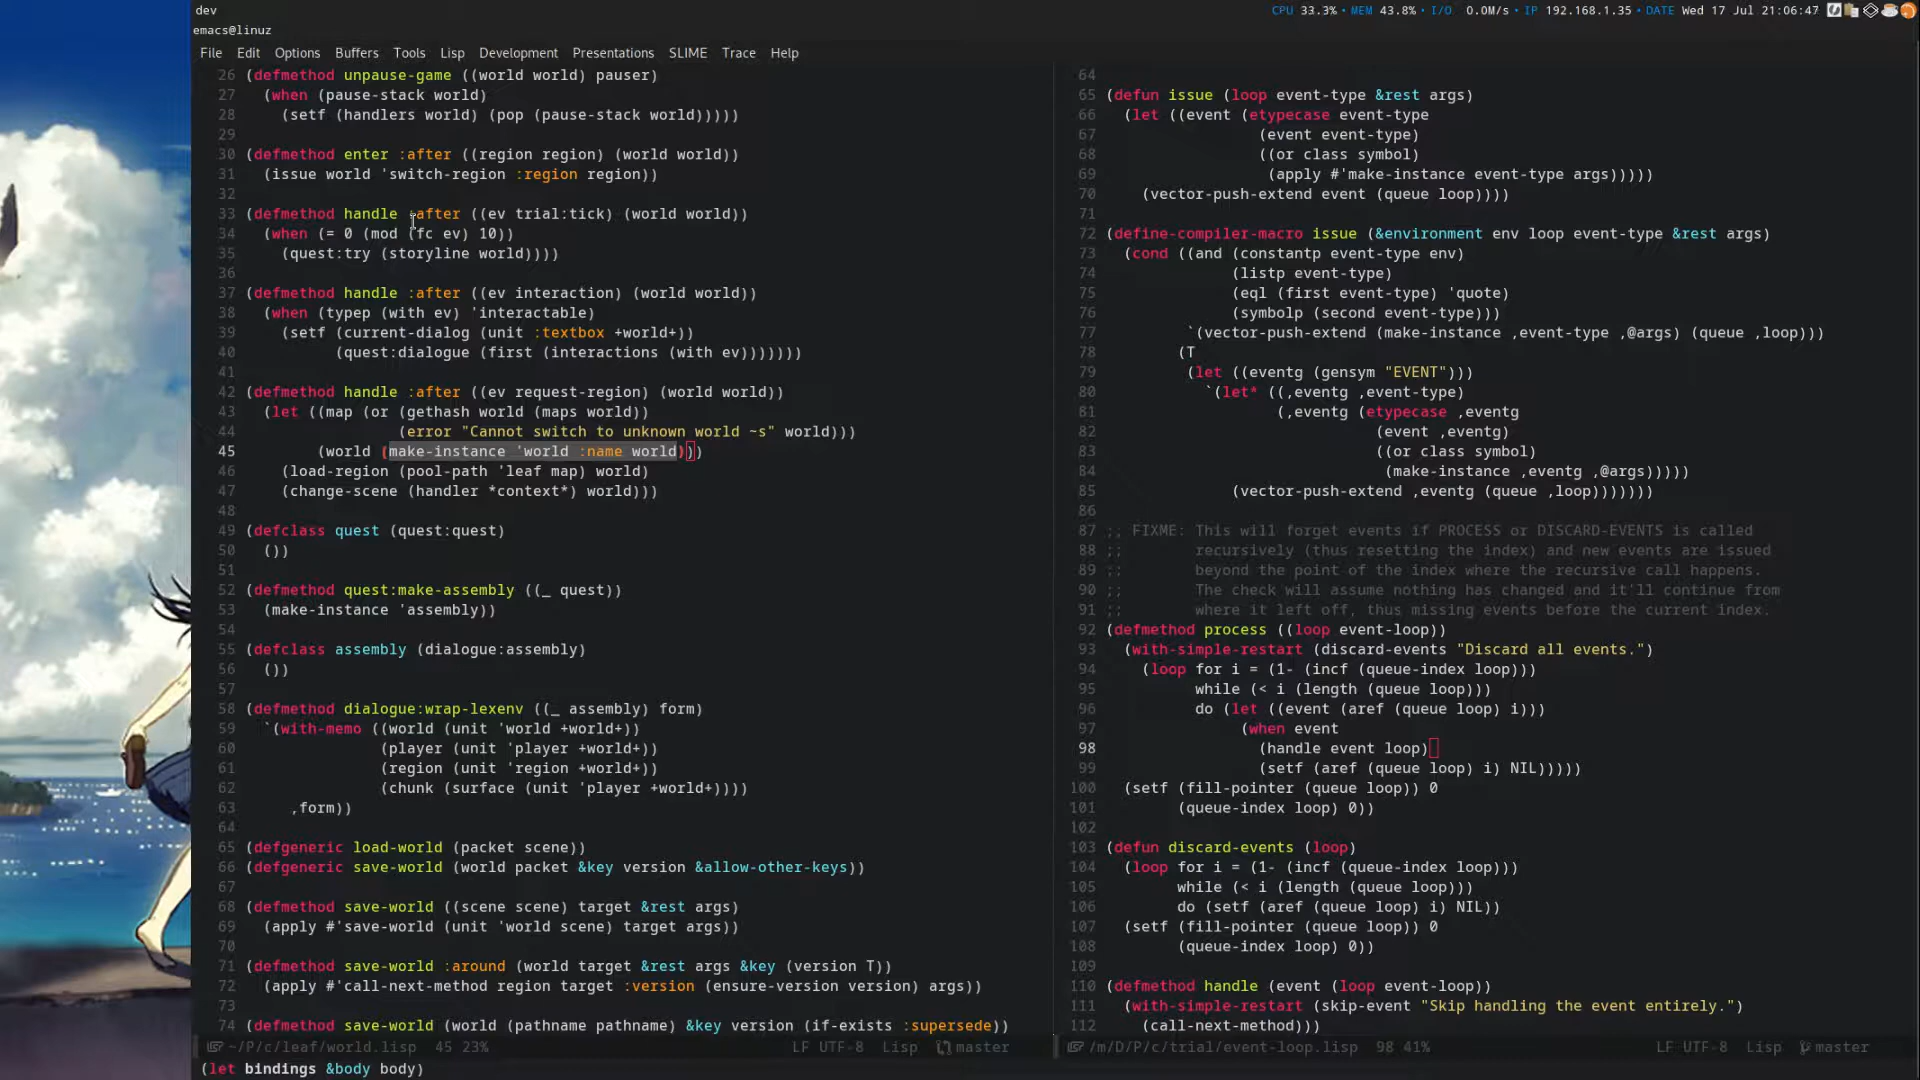 dev
CPU 33.3% • MEM 43.8% • I/O 0.0M/s • IP 192.168.1.35 • DATE Wed 17 Jul 21:06:47
emacs@linuz
File Edit Options Buffers Tools Lisp Development Presentations SLIME Trace Help
26 (defmethod unpause-game ((world world) pauser)
27   (when (pause-stack world)
28     (setf (handlers world) (pop (pause-stack world)))))
29
30 (defmethod enter :after ((region region) (world world))
31   (issue world 'switch-region :region region))
32
33 (defmethod handle :after ((ev trial:tick) (world world))
34   (when (= 0 (mod (fc ev) 10))
35     (quest:try (storyline world))))
36
37 (defmethod handle :after ((ev interaction) (world world))
38   (when (typep (with ev) 'interactable)
39     (setf (current-dialog (unit :textbox +world+))
40           (quest:dialogue (first (interactions (with ev)))))))
41
42 (defmethod handle :after ((ev request-region) (world world))
43   (let ((map (or (gethash world (maps world))
44                  (error "Cannot switch to unknown world ~s" world)))
45         (world (make-instance 'world :name world)))
46     (load-region (pool-path 'leaf map) world)
47     (change-scene (handler *context*) world)))
48
49 (defclass quest (quest:quest)
50   ())
51
52 (defmethod quest:make-assembly ((_ quest))
53   (make-instance 'assembly))
54
55 (defclass assembly (dialogue:assembly)
56   ())
57
58 (defmethod dialogue:wrap-lexenv ((_ assembly) form)
59   `(with-memo ((world (unit 'world +world+))
60                (player (unit 'player +world+))
61                (region (unit 'region +world+))
62                (chunk (surface (unit 'player +world+))))
63      ,form))
64
65 (defgeneric load-world (packet scene))
66 (defgeneric save-world (world packet &key version &allow-other-keys))
67
68 (defmethod save-world ((scene scene) target &rest args)
69   (apply #'save-world (unit 'world scene) target args))
70
71 (defmethod save-world :around (world target &rest args &key (version T))
72   (apply #'call-next-method region target :version (ensure-version version) args))
73
74 (defmethod save-world (world (pathname pathname) &key version (if-exists :supersede))
~/P/c/leaf/world.lisp 45 23% LF UTF-8 Lisp master
64
65 (defun issue (loop event-type &rest args)
66   (let ((event (etypecase event-type
67                  (event event-type)
68                  ((or class symbol)
69                   (apply #'make-instance event-type args)))))
70     (vector-push-extend event (queue loop))))
71
72 (define-compiler-macro issue (&environment env loop event-type &rest args)
73   (cond ((and (constantp event-type env)
74               (listp event-type)
75               (eql (first event-type) 'quote)
76               (symbolp (second event-type)))
77          `(vector-push-extend (make-instance ,event-type ,@args) (queue ,loop)))
78         (T
79          (let ((eventg (gensym "EVENT")))
80            `(let* ((,eventg ,event-type)
81                    (,eventg (etypecase ,eventg
82                               (event ,eventg)
83                               ((or class symbol)
84                                (make-instance ,eventg ,@args)))))
85               (vector-push-extend ,eventg (queue ,loop)))))))
86
87 ;; FIXME: This will forget events if PROCESS or DISCARD-EVENTS is called
88 ;;        recursively (thus resetting the index) and new events are issued
89 ;;        beyond the point of the index where the recursive call happens.
90 ;;        The check will assume nothing has changed and it'll continue from
91 ;;        where it left off, thus missing events before the current index.
92 (defmethod process ((loop event-loop))
93   (with-simple-restart (discard-events "Discard all events.")
94     (loop for i = (1- (incf (queue-index loop)))
95           while (< i (length (queue loop)))
96           do (let ((event (aref (queue loop) i)))
97                (when event
98                  (handle event loop)
99                  (setf (aref (queue loop) i) NIL)))))
100   (setf (fill-pointer (queue loop)) 0
101         (queue-index loop) 0))
102
103 (defun discard-events (loop)
104   (loop for i = (1- (incf (queue-index loop)))
105         while (< i (length (queue loop)))
106         do (setf (aref (queue loop) i) NIL))
107   (setf (fill-pointer (queue loop)) 0
108         (queue-index loop) 0))
109
110 (defmethod handle (event (loop event-loop))
111   (with-simple-restart (skip-event "Skip handling the event entirely.")
112     (call-next-method)))
/m/D/P/c/trial/event-loop.lisp 98 41% LF UTF-8 Lisp master
(let bindings &body body)